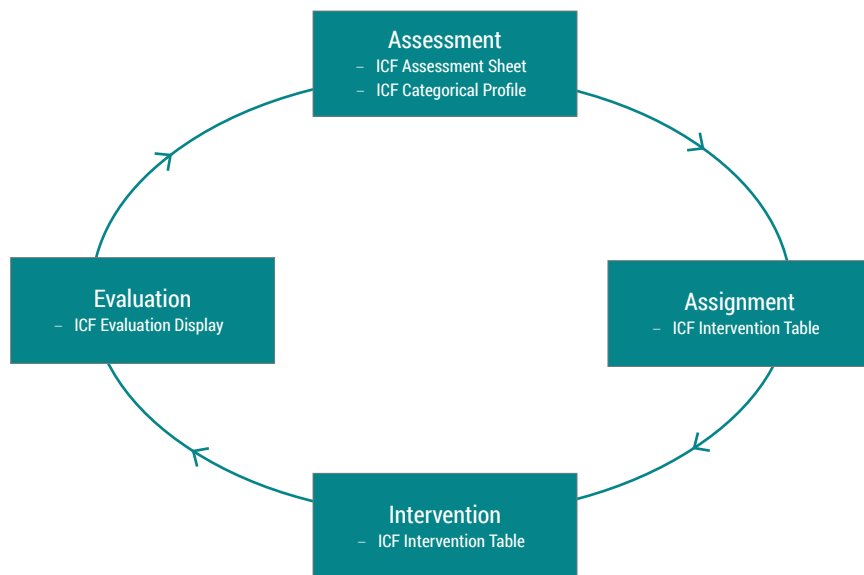 Assessment
– ICF Assessment Sheet
– ICF Categorical Profile
Evaluation
– ICF Evaluation Display
Assignment
– ICF Intervention Table
Intervention
– ICF Intervention Table